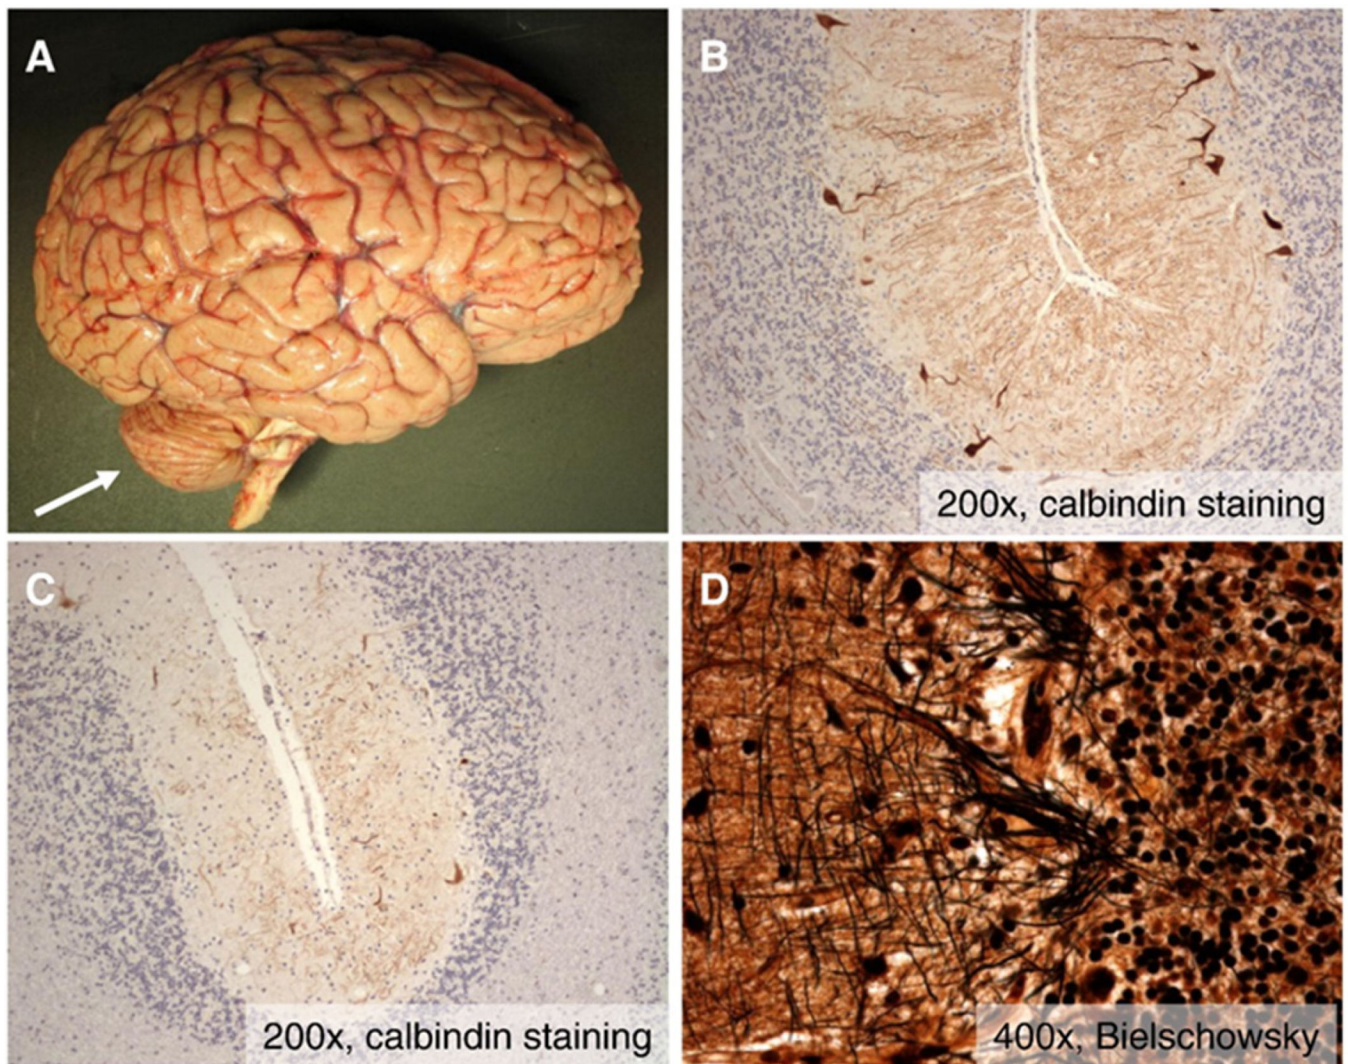 A
B
200x, calbindin staining
C
200x, calbindin staining
D
400x, Bielschowsky